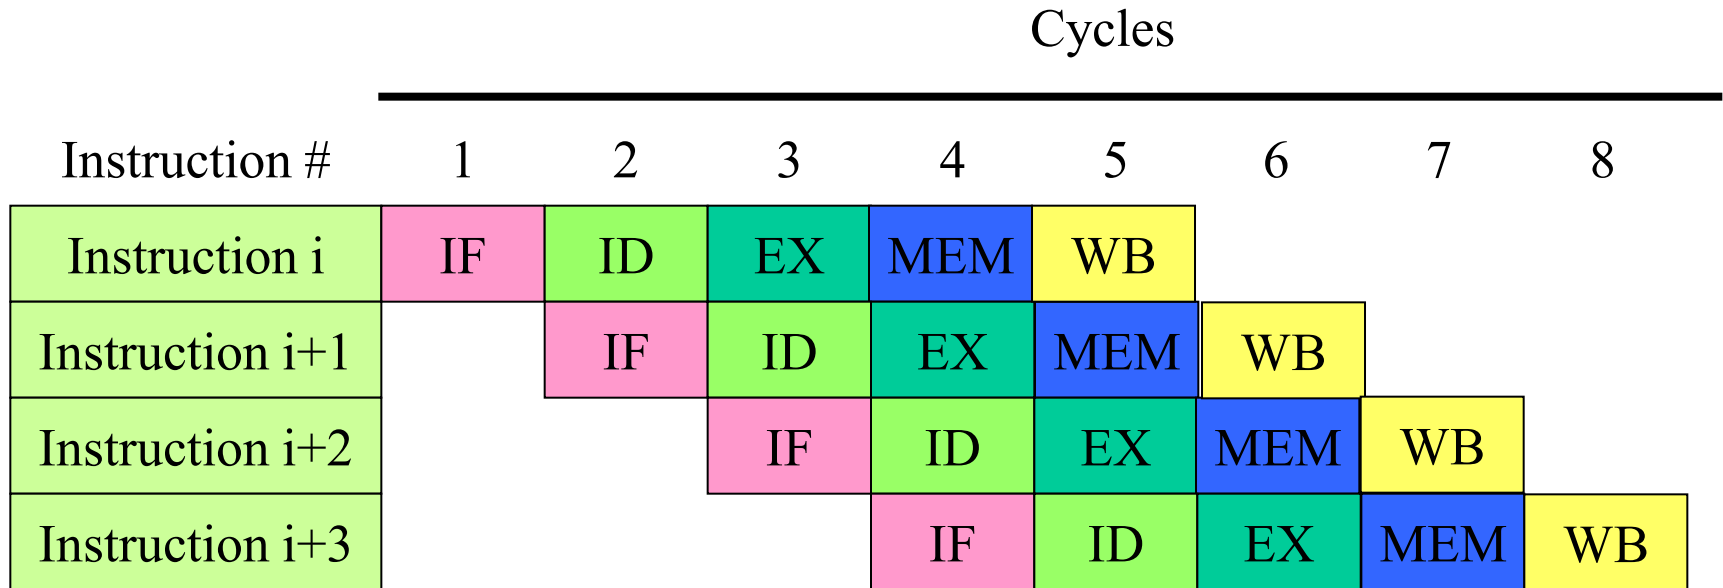 Cycles
Instruction # 1 2 3 4 5 6 7 8
Instruction i IF ID EX MEM WB
Instruction i+1 IF ID EX MEM WB
Instruction i+2 IF ID EX MEM WB
Instruction i+3 IF ID EX MEM WB